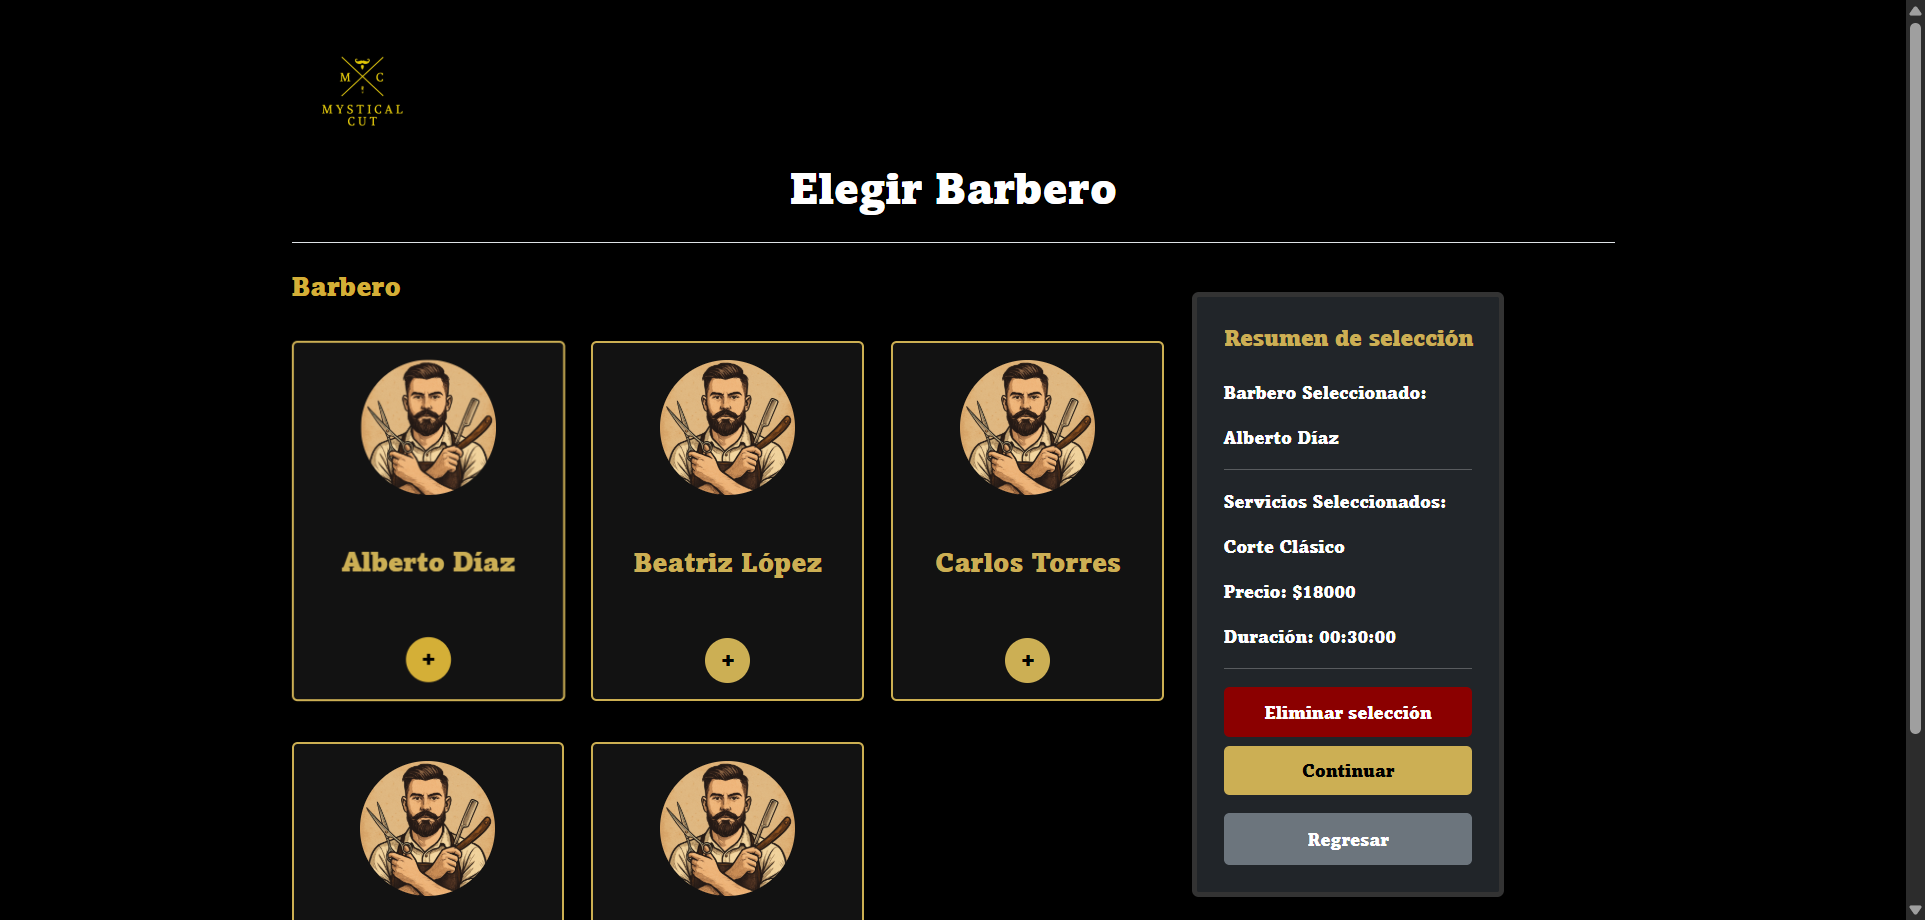 M C
MYSTICAL
CUT
Elegir Barbero
Barbero
Alberto Díaz
+
Beatriz López
+
Carlos Torres
+
Resumen de selección
Barbero Seleccionado:
Alberto Díaz
Servicios Seleccionados:
Corte Clásico
Precio: $18000
Duración: 00:30:00
Eliminar selección
Continuar
Regresar